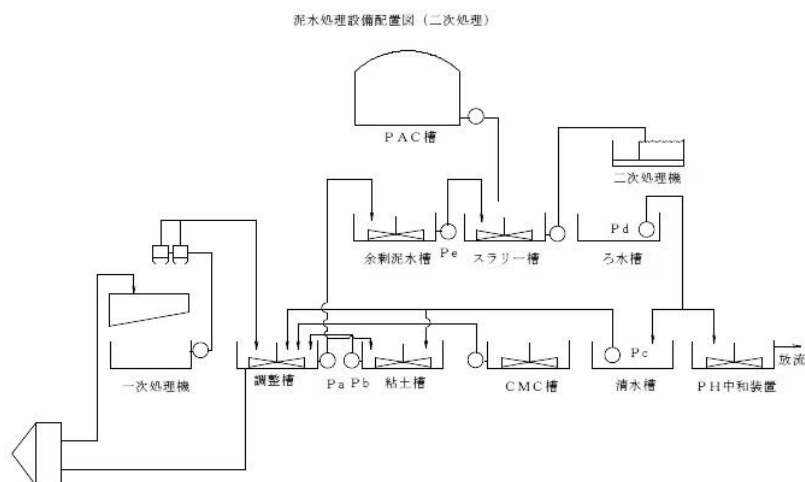 泥水処理設備配置図（二次処理）
ＰＡＣ槽
二次処理機
Ｐｄ
余剰泥水槽
Ｐｅ
スラリー槽
ろ水槽
Ｐｃ
放流
一次処理機
調整槽
Ｐａ
Ｐｂ
粘土槽
ＣＭＣ槽
清水槽
ＰＨ中和装置